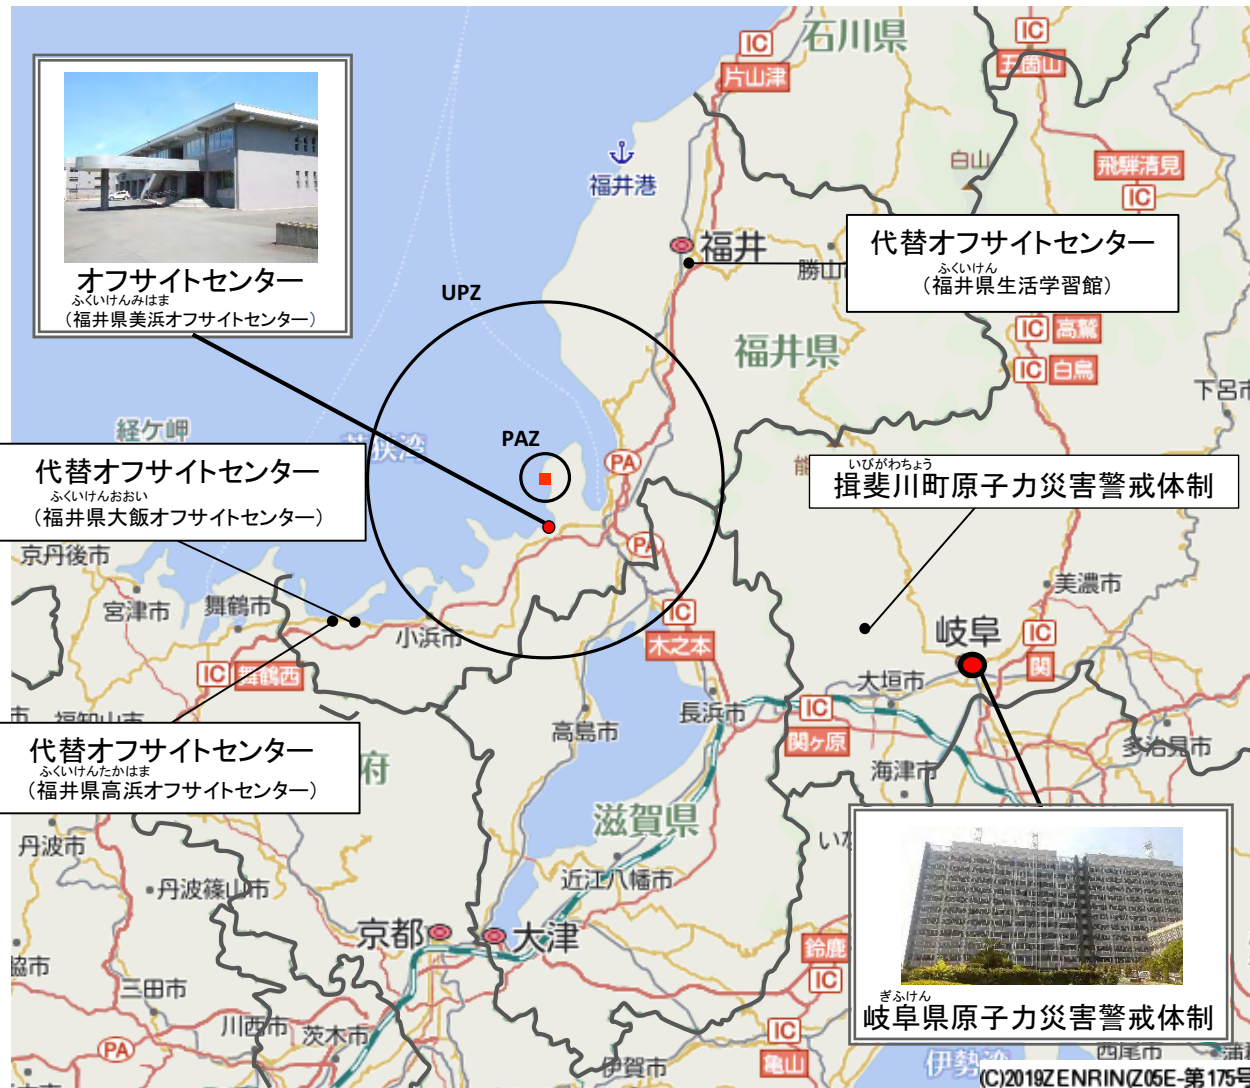 IC
石川県
IC
片山津
五箇山
白山
飛騨清見
IC
福井港
福井
勝山
代替オフサイトセンター
ふくいけん
(福井県生活学習館)
オフサイトセンター
ふくいけんみはま
(福井県美浜オフサイトセンター)
UPZ
IC
高鷲
福井県
IC
白鳥
下呂市
経ケ岬
PAZ
PA
代替オフサイトセンター
ふくいけんおおい
(福井県大飯オフサイトセンター)
能
いびがわちょう
揖斐川町原子力災害警戒体制
京丹後市
PA
美濃市
宮津市
舞鶴市
小浜市
IC
木之本
岐阜
IC
関
IC
舞鶴西
大垣市
長浜市
IC
関ヶ原
福知山市
高島市
多治見市
代替オフサイトセンター
ふくいけんたかはま
(福井県高浜オフサイトセンター)
府
海津市
滋賀県
丹波市
いな
丹波篠山市
近江八幡市
京都
大津
鈴鹿
IC
脇市
三田市
ぎふけん
岐阜県原子力災害警戒体制
川西市
茨木市
IC
亀山
PA
伊賀市
伊勢湾
西尾市
蒲
(C)2019ZENRIN(Z05E-第175号